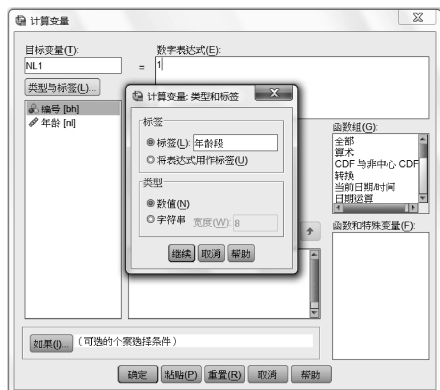 计算变量
目标变量(T):
数字表达式(E):
NL1
=
1
类型与标签(L)...
编号 [bh]
年龄 [nl]
计算变量: 类型和标签
标签
标签(L): 年龄段
将表达式用作标签(U)
类型
数值(N)
字符串 宽度(W): 8
继续 取消 帮助
函数组(G):
全部
算术
CDF 与非中心 CDF
转换
当前日期/时间
日期运算
函数和特殊变量(F):
如果(I)... (可选的个案选择条件)
确定 粘贴(P) 重置(R) 取消 帮助